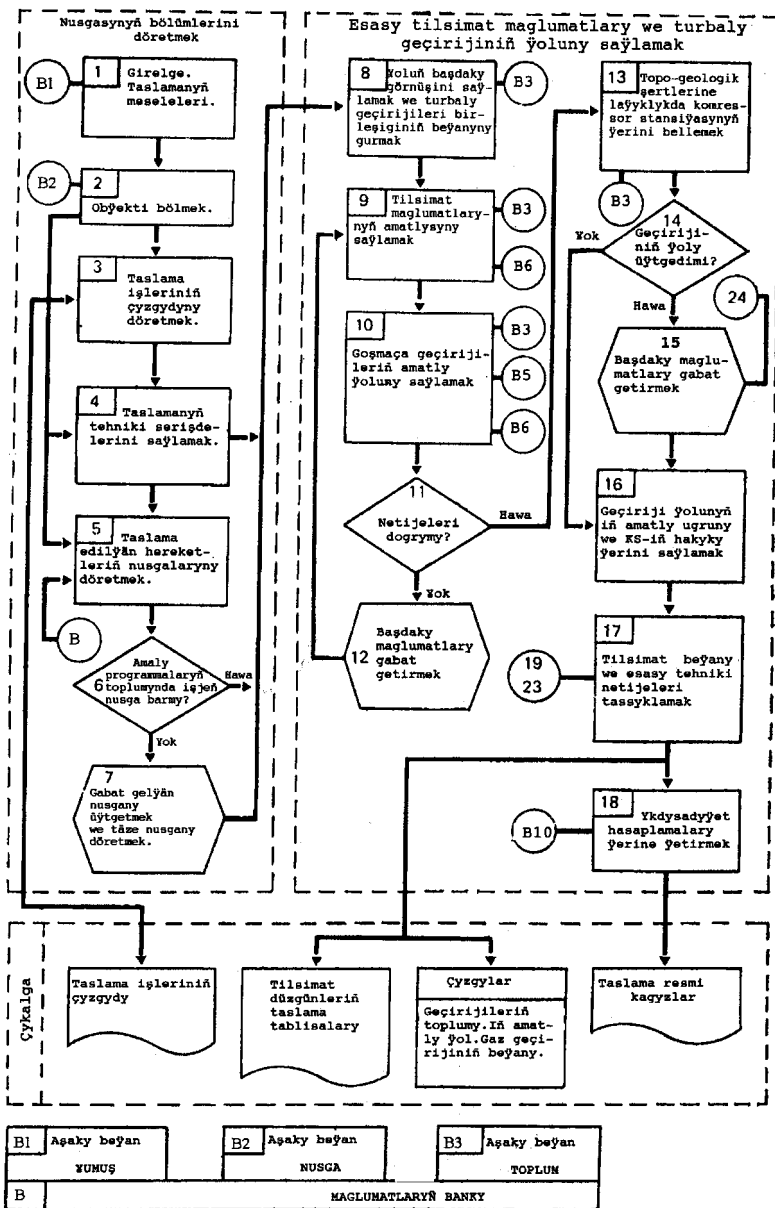 Nusgasynyň bölümlerini
döretmek
B1
1
Girelge.
Taslamanyň
meseleleri.
B2
2
Obýekti bölmek.
3
Taslama
işleriniň
çyzgydyny
döretmek.
4
Taslamanyň
tehniki serişde-
lerini saýlamak.
5
Taslama
edilýän hereket-
leriň nusgalaryny
döretmek.
B
Amaly
programmalaryň
toplumynda işjeň
6
nusga barmy?
Hawa
Ýok
7
Gabat gelýän
nusgany
üýtgetmek
we täze nusgany
döretmek.
Esasy tilsimat maglumatlary we turbaly
geçirijiniň ýoluny saýlamak
8
Ýoluň başdaky
görnüşini saý-
lamak we turbaly
geçirijileri bir-
leşiginiň beýanyny
gurmak
B3
9
Tilsimat
maglumatlary-
nyň amatlysyny
saýlamak
B3
B6
10
Goşmaça geçiriji-
leriň amatly
ýolumy saýlamak
B3
B5
B6
11
Netijeleri
dogrymy?
Hawa
Ýok
12
Başdaky
maglumatlary
gabat
getirmek
13
Topo-geologik
şertlerine
laýyklykda komres-
sor stansiýasynyň
ýerini bellemek
B3
14
Geçiriji-
niň ýoly
üýtgedimi?
Ýok
Hawa
24
15
Başdaky maglu-
matlary gabat
getirmek
16
Geçiriji ýolunyň
iň amatly ugruny
we KS-iň hakyky
ýerini saýlamak
17
Tilsimat beýany
we esasy tehniki
netijeleri
tassyklamak
19
23
18
Ykdysadyýet
hasaplamalary
ýerine ýetirmek
B10
Çykalga
Taslama işleriniň
çyzgydy
Tilsimat
düzgünleriň
taslama
tablisalary
Çyzgylar
Geçirijileriň
toplumy.Iň amat-
ly ýol.Gaz geçi-
rijiniň beýany.
Taslama resmi
kagyzlar
B1
Aşaky beýan
ÝUMUŞ
B2
Aşaky beýan
NUSGA
B3
Aşaky beýan
TOPLUM
B
MAGLUMATLARYŇ BANKY